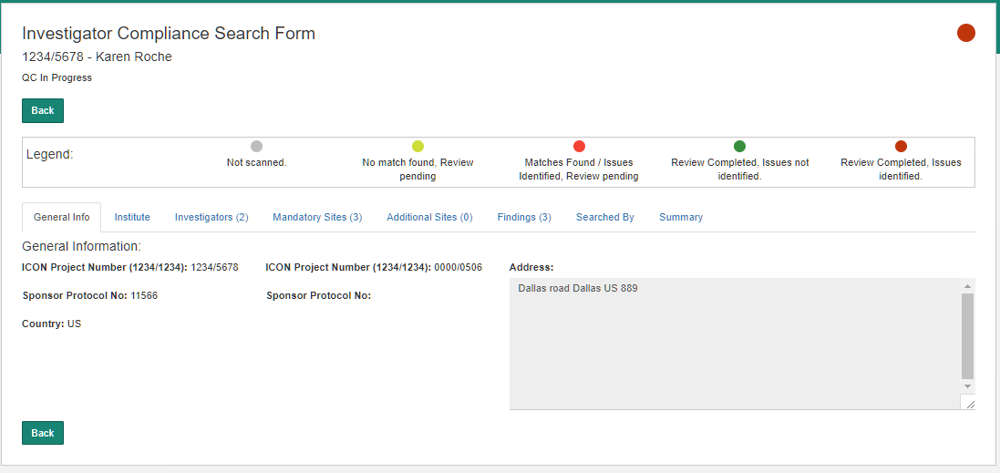 Investigator Compliance Search Form
1234/5678 - Karen Roche
QC In Progress
Back
Legend:
Not scanned.
No match found, Review
pending
Matches Found / Issues
Identified, Review pending
Review Completed, Issues not
identified.
Review Completed, Issues
identified.
General Info Institute Investigators (2) Mandatory Sites (3) Additional Sites (0) Findings (3) Searched By Summary
General Information:
ICON Project Number (1234/1234): 1234/5678 ICON Project Number (1234/1234): 0000/0506 Address:
Dallas road Dallas US 889
Sponsor Protocol No: 11566 Sponsor Protocol No:
Country: US
Back